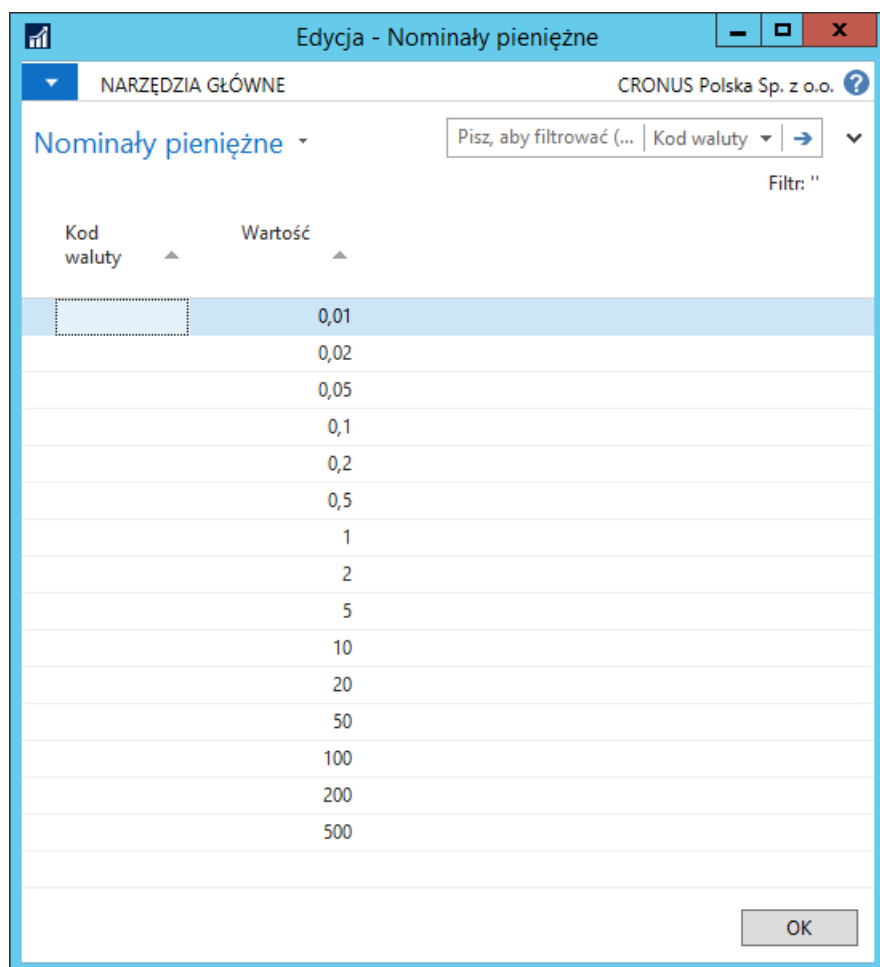 Edycja - Nominały pieniężne
NARZĘDZIA GŁÓWNE
CRONUS Polska Sp. z o.o.
Nominały pieniężne
Pisz, aby filtrować (... Kod waluty
Filtr: ''
Kod waluty
Wartość
0,01
0,02
0,05
0,1
0,2
0,5
1
2
5
10
20
50
100
200
500
OK